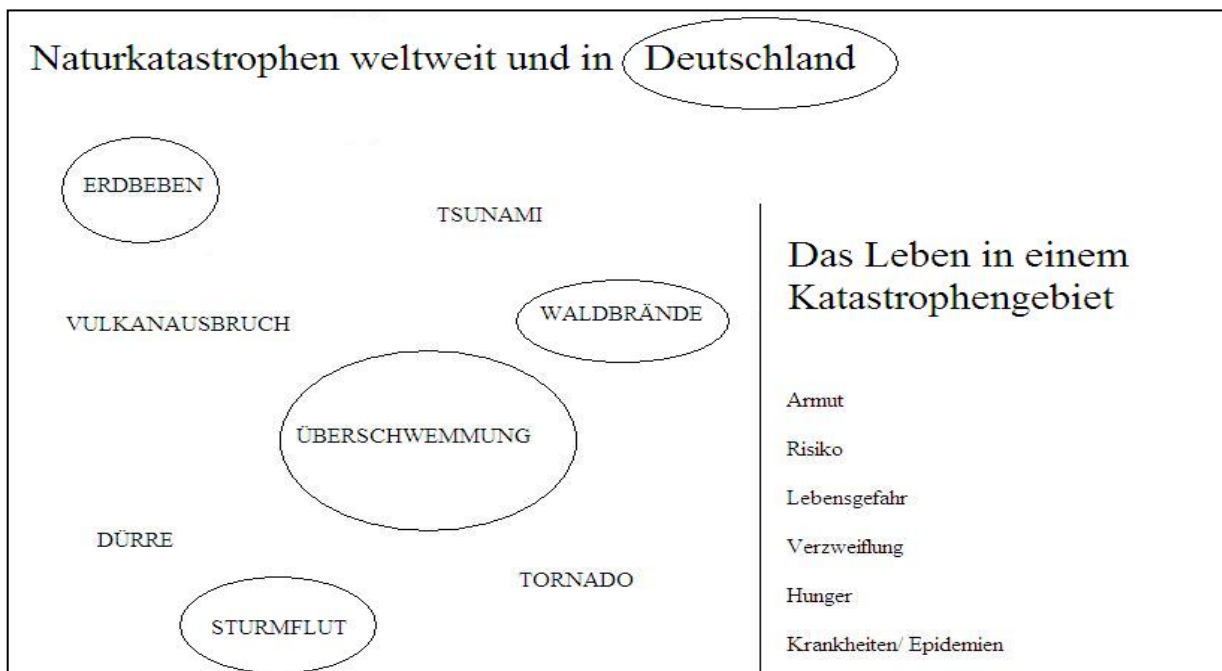 Naturkatastrophen weltweit und in Deutschland
ERDBEBEN
TSUNAMI
VULKANAUSBRUCH
WALDBRÄNDE
ÜBERSCHWEMMUNG
DÜRRE
TORNADO
STURMFLUT
Das Leben in einem
Katastrophengebiet
Armut
Risiko
Lebensgefahr
Verzweiflung
Hunger
Krankheiten/ Epidemien